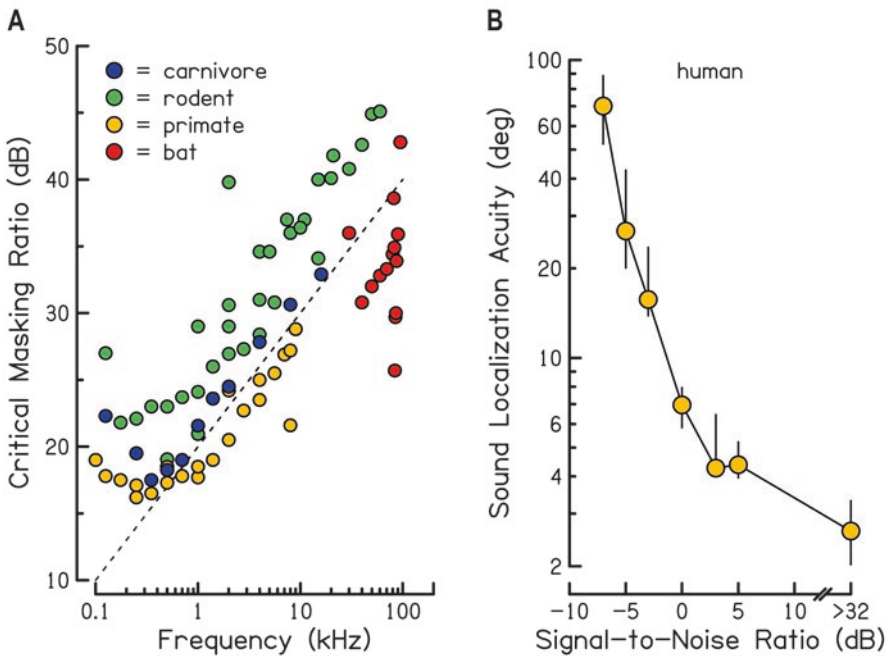 A
50
40
30
20
10
Critical Masking Ratio (dB)
= carnivore
= rodent
= primate
= bat
0.1
1
10
100
Frequency (kHz)
B
100
60
40
20
10
6
4
2
Sound Localization Acuity (deg)
human
-10
-5
0
5
10
>32
Signal-to-Noise Ratio (dB)